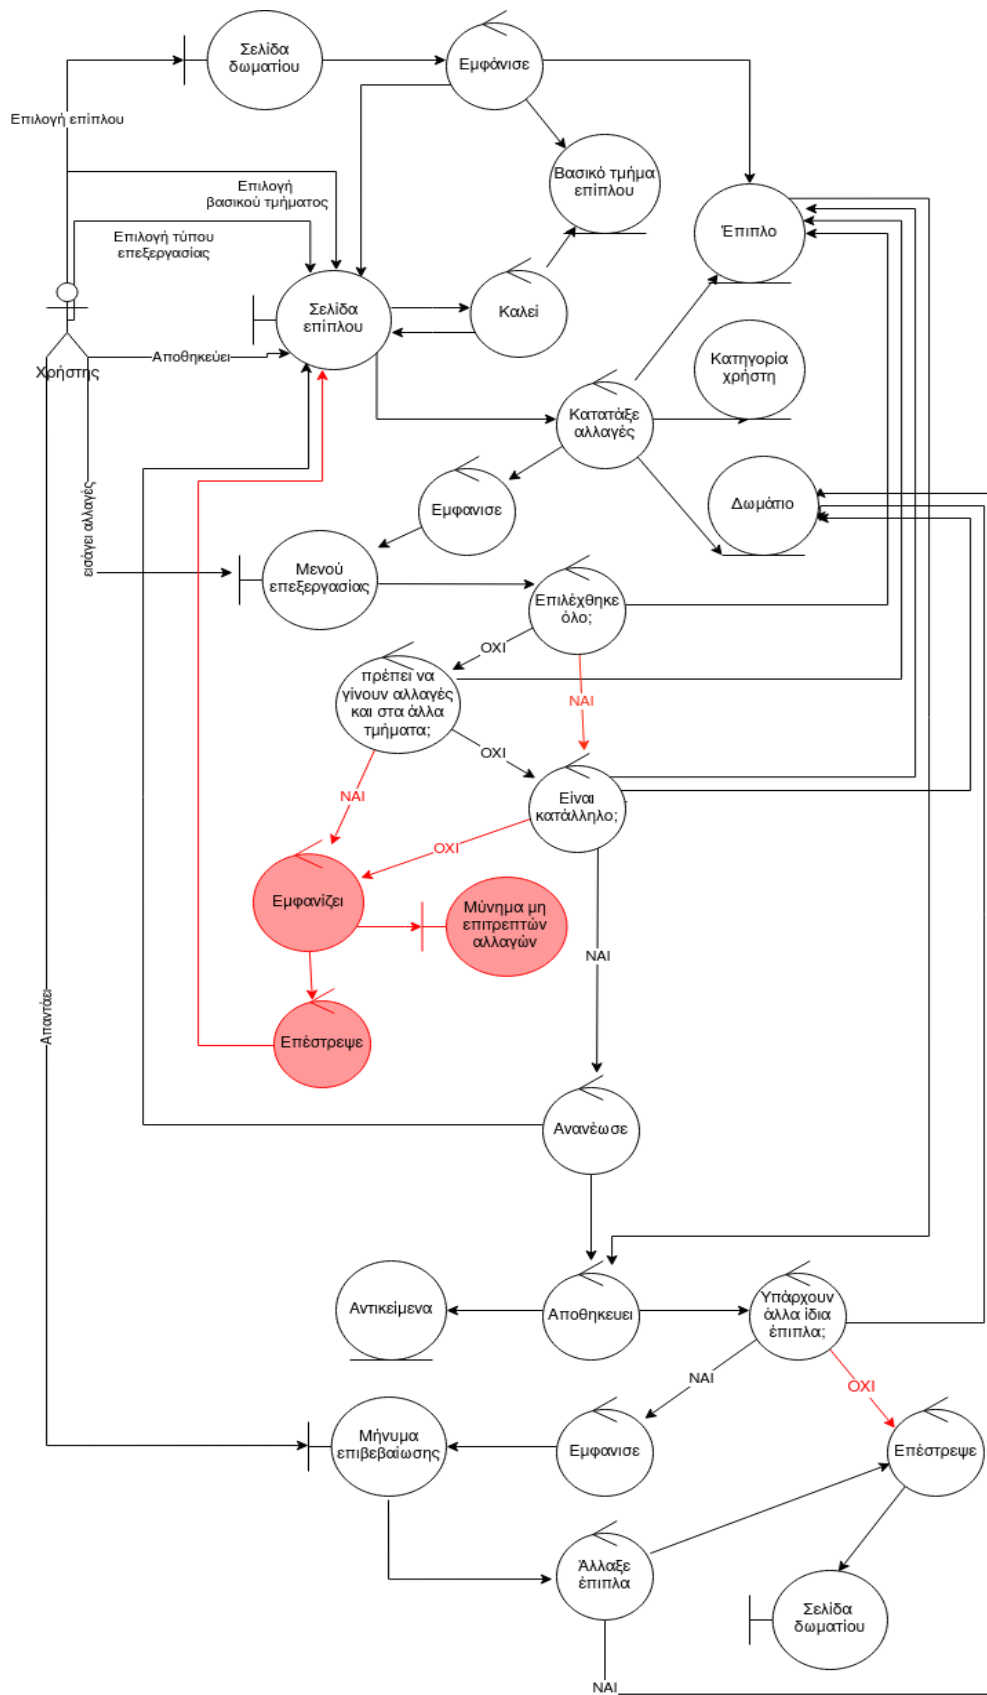 Σελίδα
δωματίου
Εμφάνισε
Επιλογή επίπλου
Βασικό τμήμα
επίπλου
Επιλογή
βασικού τμήματος
Επιλογή τύπου
επεξεργασίας
Έπιπλο
Σελίδα
επίπλου
Καλεί
Χρήστης
Αποθηκεύει
Κατηγορία
χρήστη
Κατατάξε
αλλαγές
εισάγει αλλαγές
Εμφανισε
Δωμάτιο
Μενού
επεξεργασίας
Επιλέχθηκε
όλο;
ΟΧΙ
πρέπει να
γίνουν αλλαγές
και στα άλλα
τμήματα;
ΝΑΙ
ΟΧΙ
Είναι
κατάλληλο;
ΝΑΙ
ΟΧΙ
Εμφανίζει
Μύνημα μη
επιτρεπτών
αλλαγών
ΝΑΙ
Απαντάει
Επέστρεψε
Ανανέωσε
Αντικείμενα
Αποθηκευει
Υπάρχουν
άλλα ίδια
έπιπλα;
ΝΑΙ
ΟΧΙ
Μήνυμα
επιβεβαίωσης
Εμφανισε
Επέστρεψε
Άλλαξε
έπιπλα
Σελίδα
δωματίου
ΝΑΙ